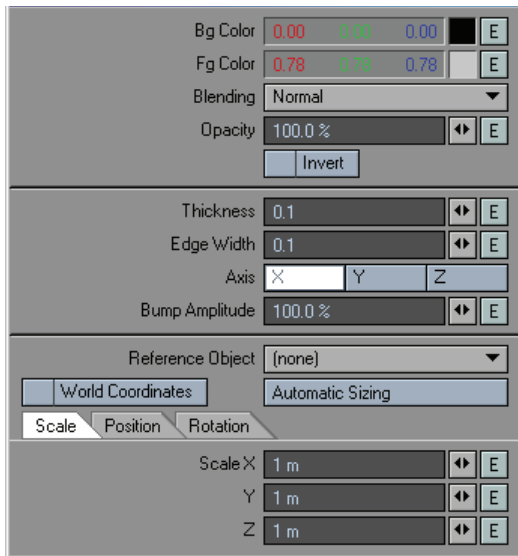 Bg Color 0.00 0.00 0.00 E
Fg Color 0.78 0.78 0.78 E
Blending Normal
Opacity 100.0 % E
Invert
Thickness 0.1 E
Edge Width 0.1 E
Axis X Y Z
Bump Amplitude 100.0 % E
Reference Object (none)
World Coordinates Automatic Sizing
Scale Position Rotation
Scale X 1 m E
Y 1 m E
Z 1 m E